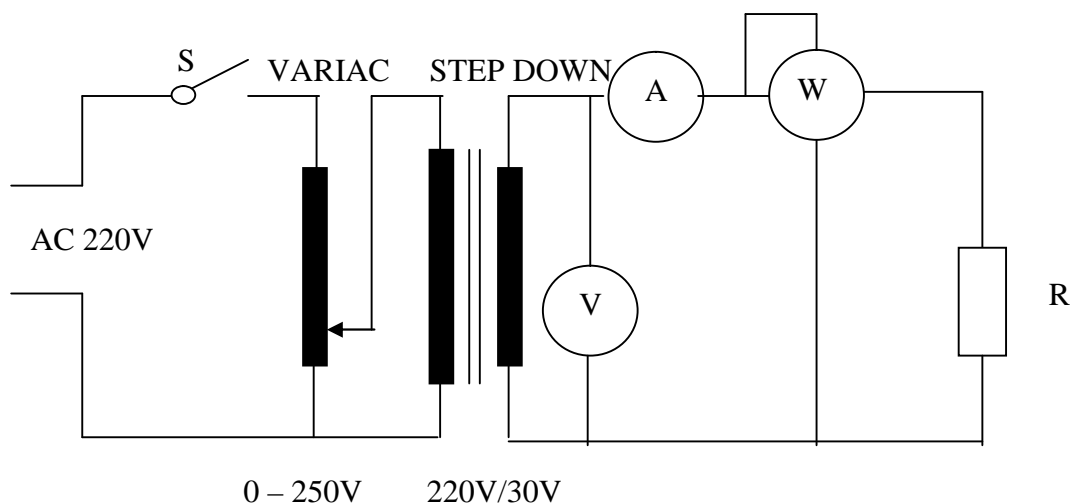 S
VARIAC
STEP DOWN
A
W
AC 220V
V
R
0 – 250V
220V/30V